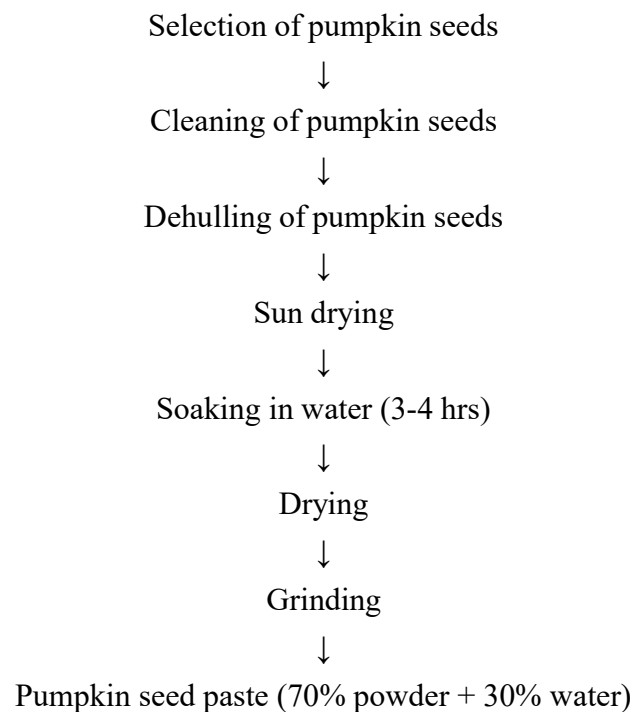 Selection of pumpkin seeds
↓
Cleaning of pumpkin seeds
↓
Dehulling of pumpkin seeds
↓
Sun drying
↓
Soaking in water (3-4 hrs)
↓
Drying
↓
Grinding
↓
Pumpkin seed paste (70% powder + 30% water)